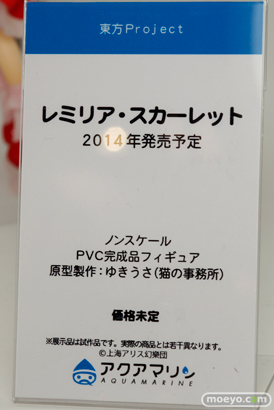 東方Project
レミリア・スカーレット
2014年発売予定
ノンスケール
PVC完成品フィギュア
原型製作：ゆきうさ(猫の事務所)
価格未定
※展示品は試作品です。実際の商品とは若干異なります。
©上海アリス幻樂団
アクアマリン
AQUAMARINE
moeyo.com